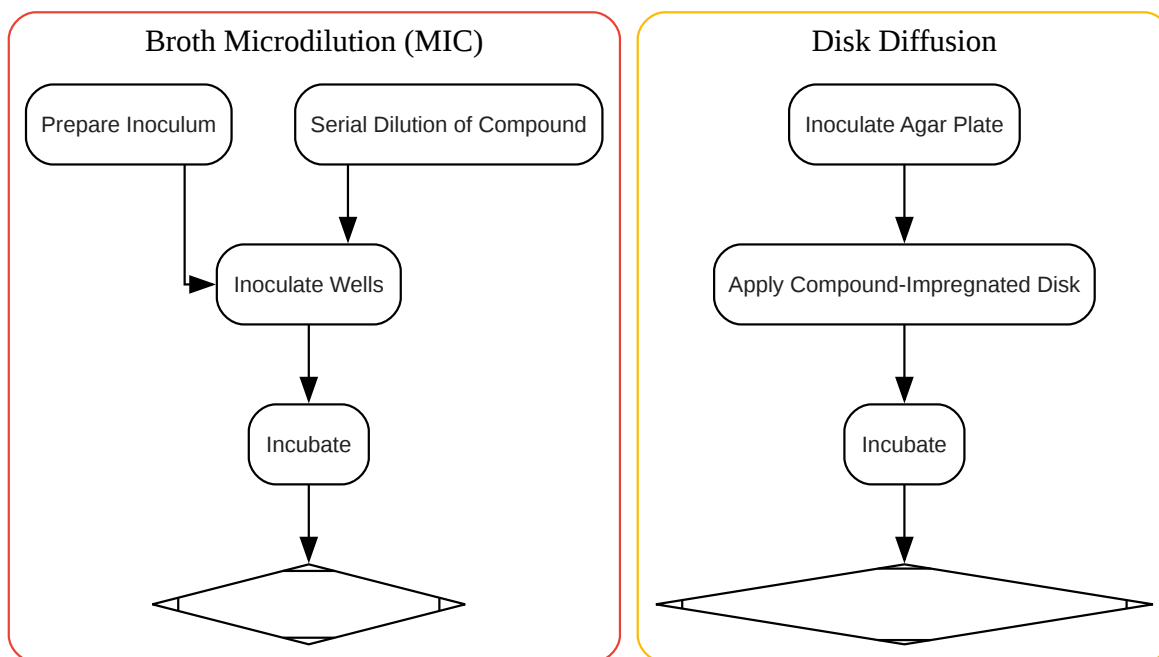 Broth Microdilution (MIC)
Prepare Inoculum
Serial Dilution of Compound
Inoculate Wells
Incubate
Disk Diffusion
Inoculate Agar Plate
Apply Compound-Impregnated Disk
Incubate